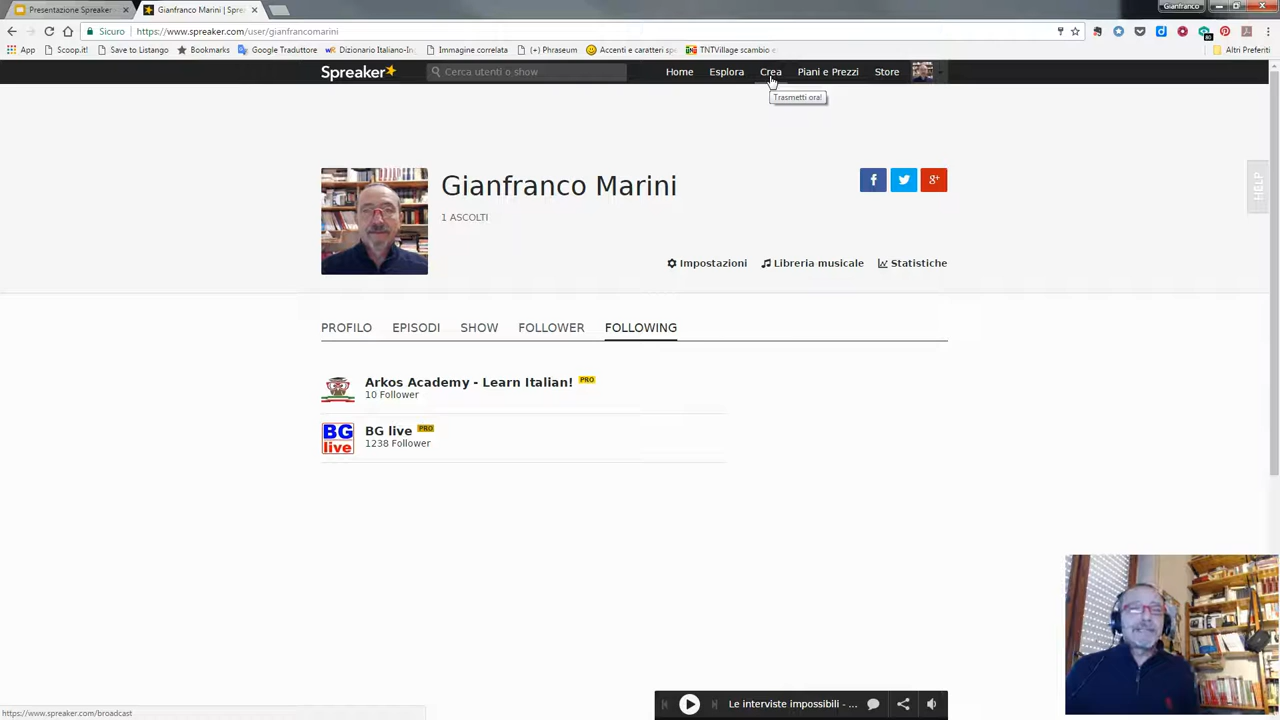 Presentazione Spreaker
Gianfranco Marini | Spre
Gianfranco
Sicuro
https://www.spreaker.com/user/gianfrancomarini
App
Scoop.it!
Save to Listango
Bookmarks
Google Traduttore
Dizionario Italiano-Ing
Immagine correlata
(+) Phraseum
Accenti e caratteri spe
TNTVillage scambio e
Altri Preferiti
Spreaker
Cerca utenti o show
Home
Esplora
Crea
Piani e Prezzi
Store
Trasmetti ora!
HELP
Gianfranco Marini
1 ASCOLTI
Impostazioni
Libreria musicale
Statistiche
PROFILO
EPISODI
SHOW
FOLLOWER
FOLLOWING
Arkos Academy - Learn Italian! PRO
10 Follower
BG live
BG live PRO
1238 Follower
Le interviste impossibili - ...
https://www.spreaker.com/broadcast